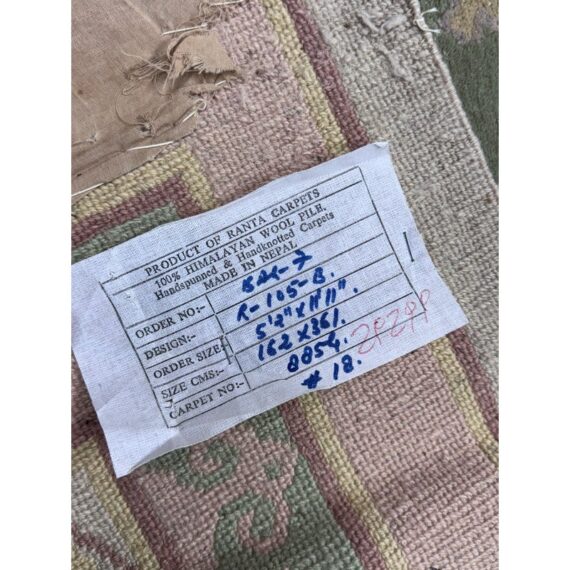 PRODUCT OF RANTA CARPETS
100% HIMALAYAN WOOL PILE.
Handspunned & Handknotted Carpets
MADE IN NEPAL
ORDER NO:-
DESIGN:- R-105-B.
ORDER SIZE:- 5'3" x 11'11".
SIZE CMS:- 162 x 361.
CARPET NO:- 8854.
# 18.